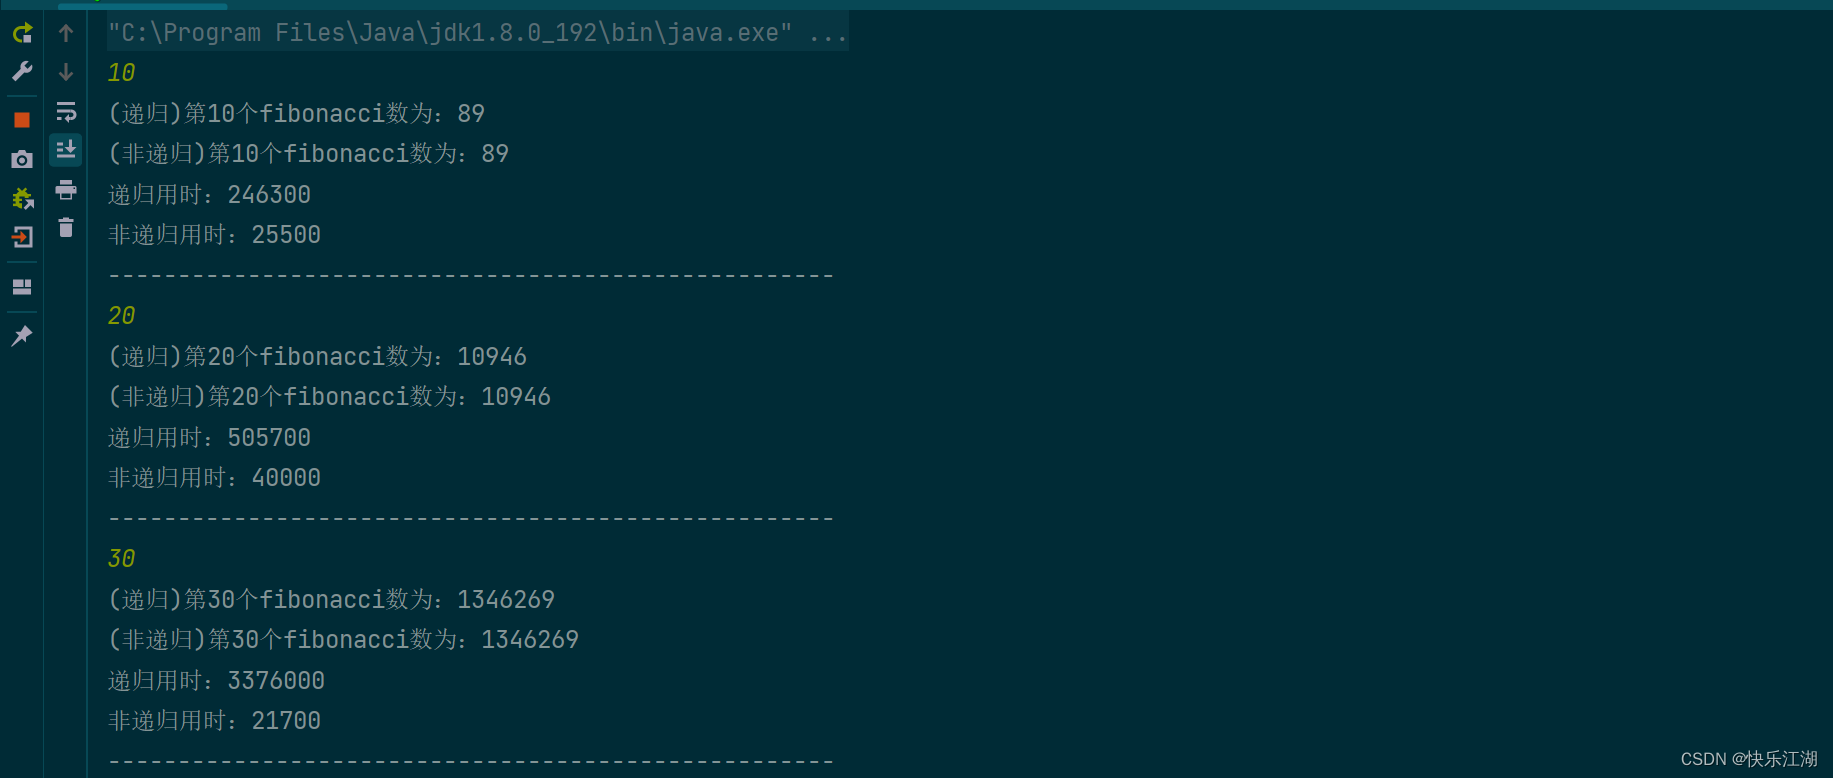 "C:\Program Files\Java\jdk1.8.0_192\bin\java.exe" ...
10
(递归)第10个fibonacci数为：89
(非递归)第10个fibonacci数为：89
递归用时：246300
非递归用时：25500
----------------------------------------------------
20
(递归)第20个fibonacci数为：10946
(非递归)第20个fibonacci数为：10946
递归用时：505700
非递归用时：40000
----------------------------------------------------
30
(递归)第30个fibonacci数为：1346269
(非递归)第30个fibonacci数为：1346269
递归用时：3376000
非递归用时：21700
----------------------------------------------------
CSDN @快乐江湖